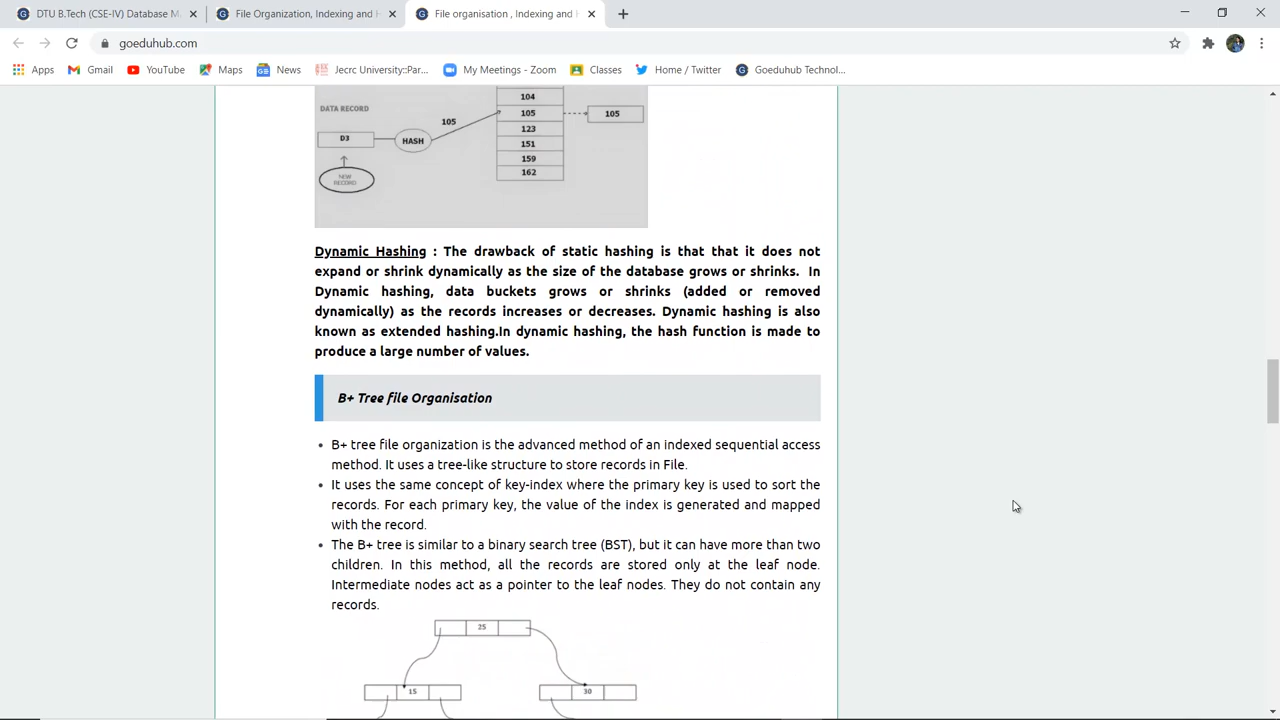 DTU B.Tech (CSE-IV) Database M
File Organization, Indexing and H
File organisation , Indexing and H
goeduhub.com
Apps
Gmail
YouTube
Maps
News
Jecrc University::Par...
My Meetings - Zoom
Classes
Home / Twitter
Goeduhub Technol...
104
DATA RECORD
105
105
105
123
D3
HASH
151
159
162
NEW
RECORD
Dynamic Hashing : The drawback of static hashing is that that it does not
expand or shrink dynamically as the size of the database grows or shrinks. In
Dynamic hashing, data buckets grows or shrinks (added or removed
dynamically) as the records increases or decreases. Dynamic hashing is also
known as extended hashing.In dynamic hashing, the hash function is made to
produce a large number of values.
B+ Tree file Organisation
• B+ tree file organization is the advanced method of an indexed sequential access
method. It uses a tree-like structure to store records in File.
• It uses the same concept of key-index where the primary key is used to sort the
records. For each primary key, the value of the index is generated and mapped
with the record.
• The B+ tree is similar to a binary search tree (BST), but it can have more than two
children. In this method, all the records are stored only at the leaf node.
Intermediate nodes act as a pointer to the leaf nodes. They do not contain any
records.
25
15
30